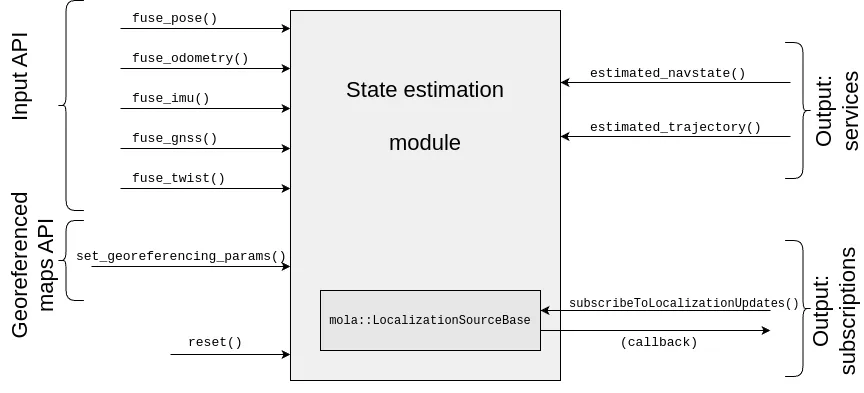 Input API
fuse_pose()
fuse_odometry()
fuse_imu()
fuse_gnss()
fuse_twist()
Georeferenced
maps API
set_georeferencing_params()
reset()
State estimation
module
mola::LocalizationSourceBase
estimated_navstate()
estimated_trajectory()
Output:
services
subscribeToLocalizationUpdates()
(callback)
Output:
subscriptions